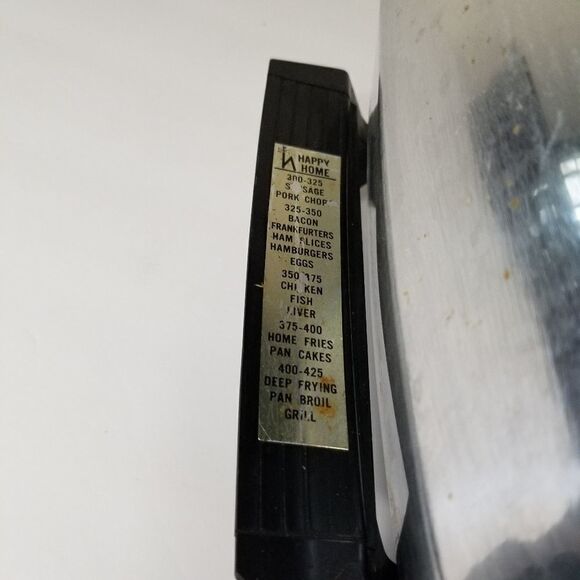 HAPPY
HOME
300-325
SAUSAGE
PORK CHOPS
325-350
BACON
FRANKFURTERS
HAM SLICES
HAMBURGERS
EGGS
350-375
CHICKEN
FISH
LIVER
375-400
HOME FRIES
PAN CAKES
400-425
DEEP FRYING
PAN BROIL
GRILL